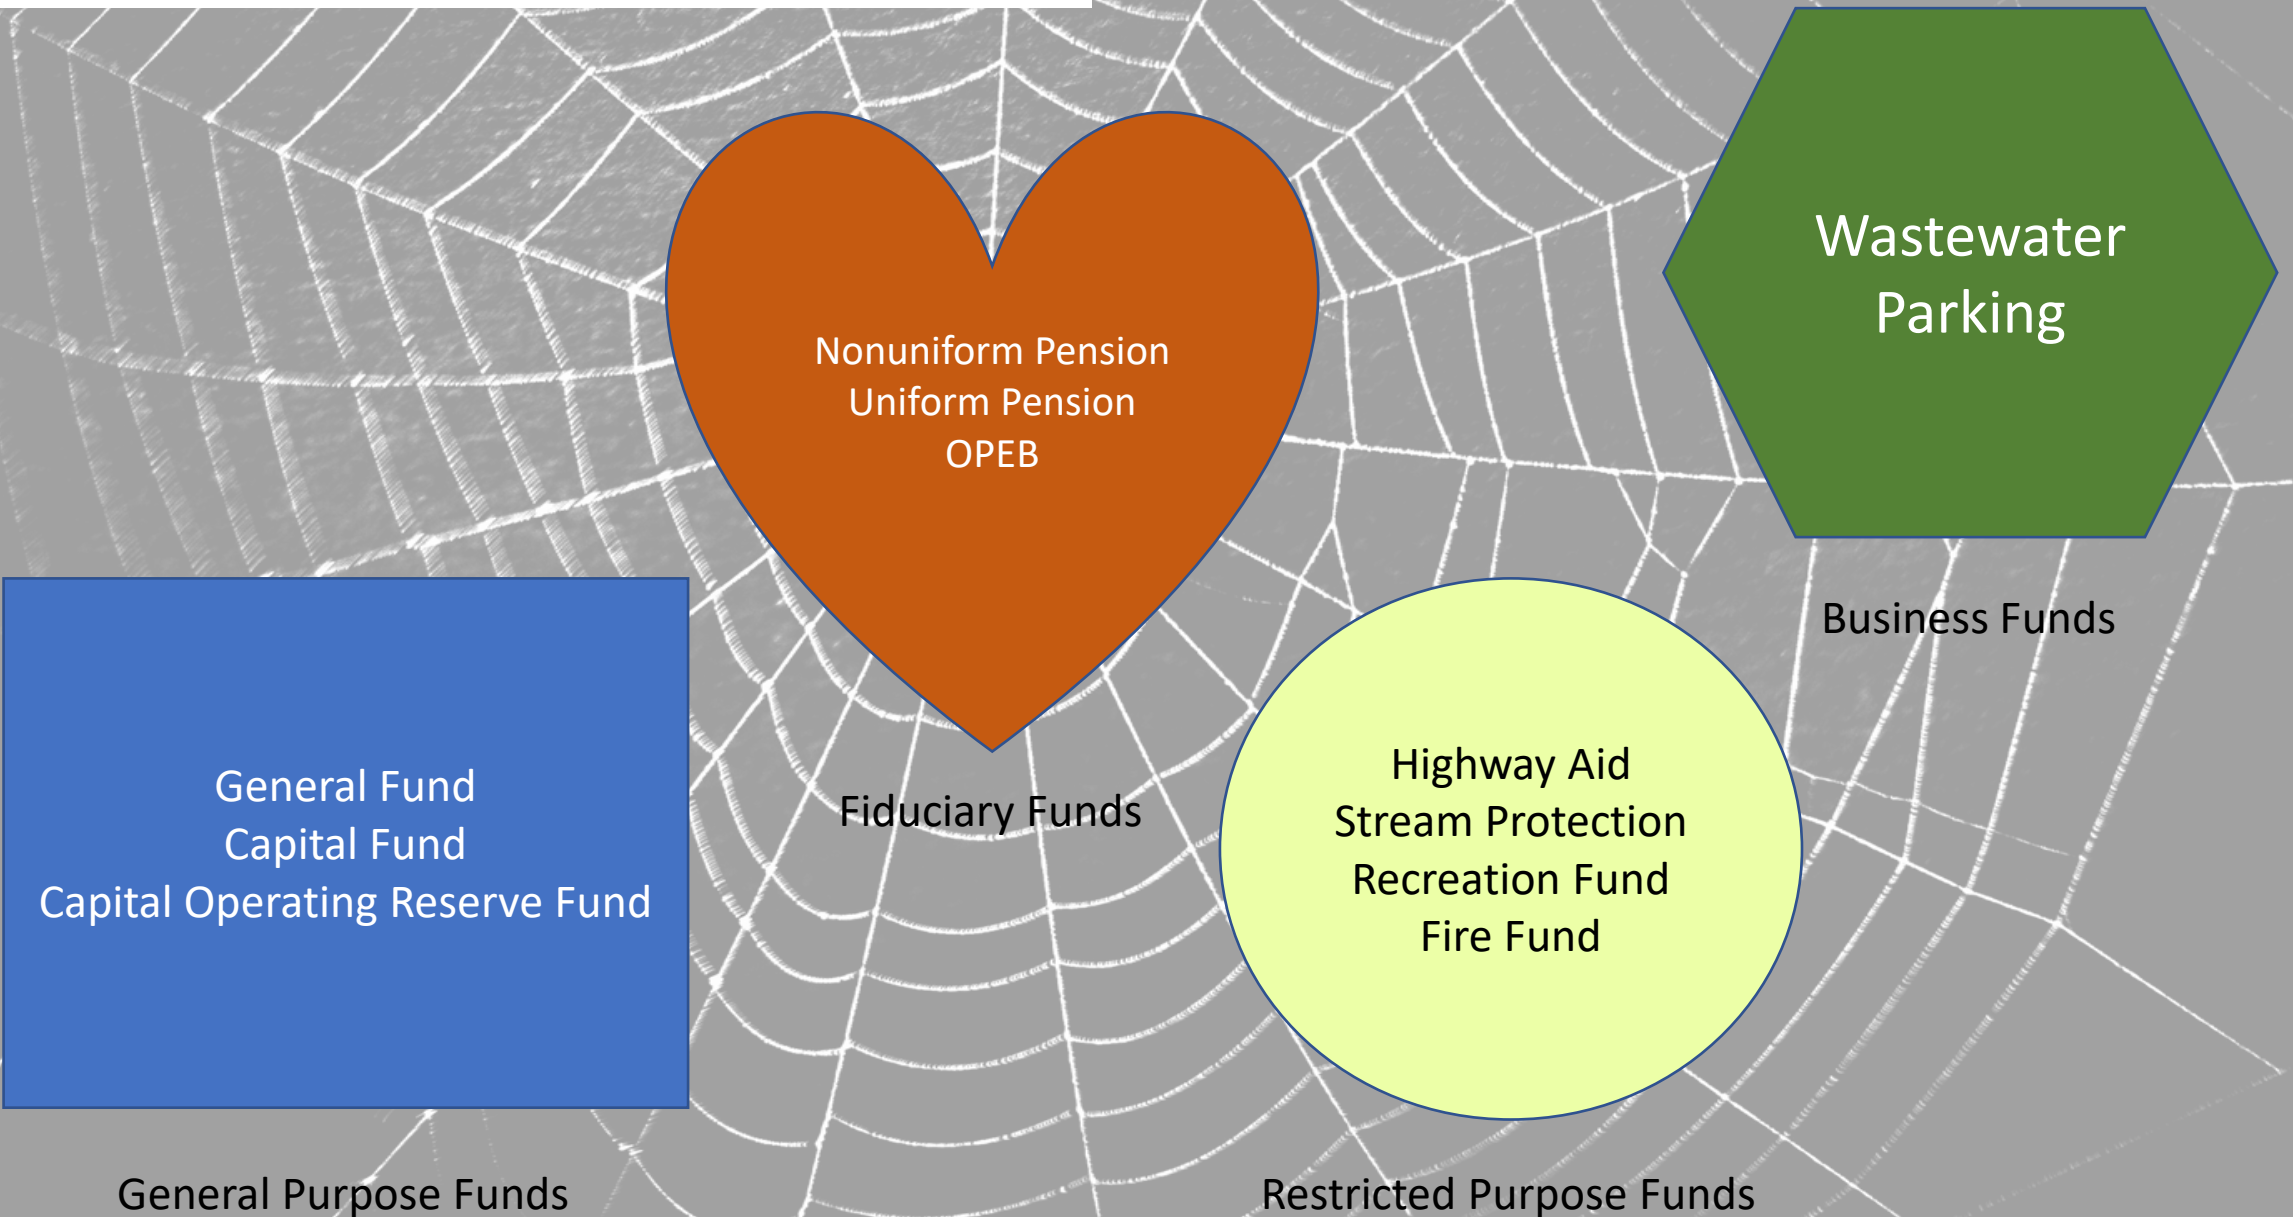 Nonuniform Pension
Uniform Pension
OPEB
Fiduciary Funds
Wastewater
Parking
Business Funds
General Fund
Capital Fund
Capital Operating Reserve Fund
General Purpose Funds
Highway Aid
Stream Protection
Recreation Fund
Fire Fund
Restricted Purpose Funds